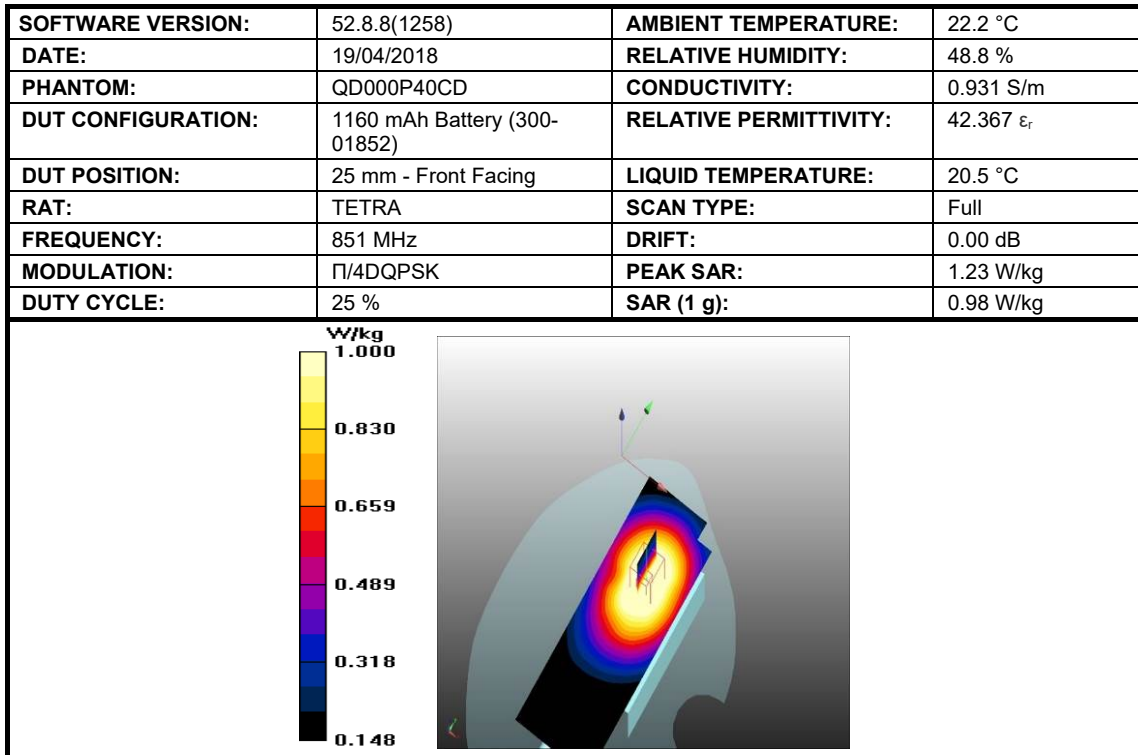 SOFTWARE VERSION: 52.8.8(1258) AMBIENT TEMPERATURE: 22.2 °C
DATE: 19/04/2018 RELATIVE HUMIDITY: 48.8 %
PHANTOM: QD000P40CD CONDUCTIVITY: 0.931 S/m
DUT CONFIGURATION: 1160 mAh Battery (300- RELATIVE PERMITTIVITY: 42.367 εr
01852)
DUT POSITION: 25 mm - Front Facing LIQUID TEMPERATURE: 20.5 °C
RAT: TETRA SCAN TYPE: Full
FREQUENCY: 851 MHz DRIFT: 0.00 dB
MODULATION: Π/4DQPSK PEAK SAR: 1.23 W/kg
DUTY CYCLE: 25 % SAR (1 g): 0.98 W/kg
W/kg
1.000
0.830
0.659
0.489
0.318
0.148